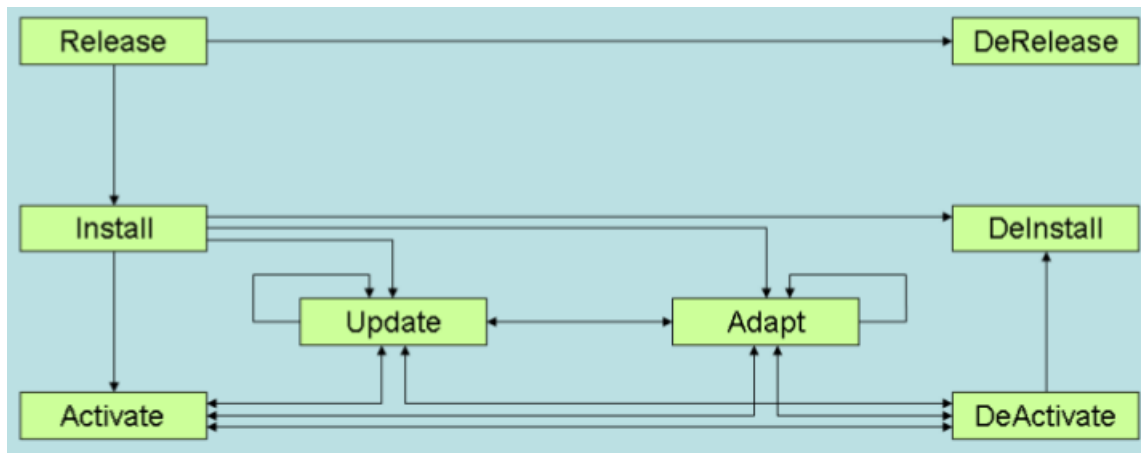 Release
DeRelease
Install
DeInstall
Update
Adapt
Activate
DeActivate